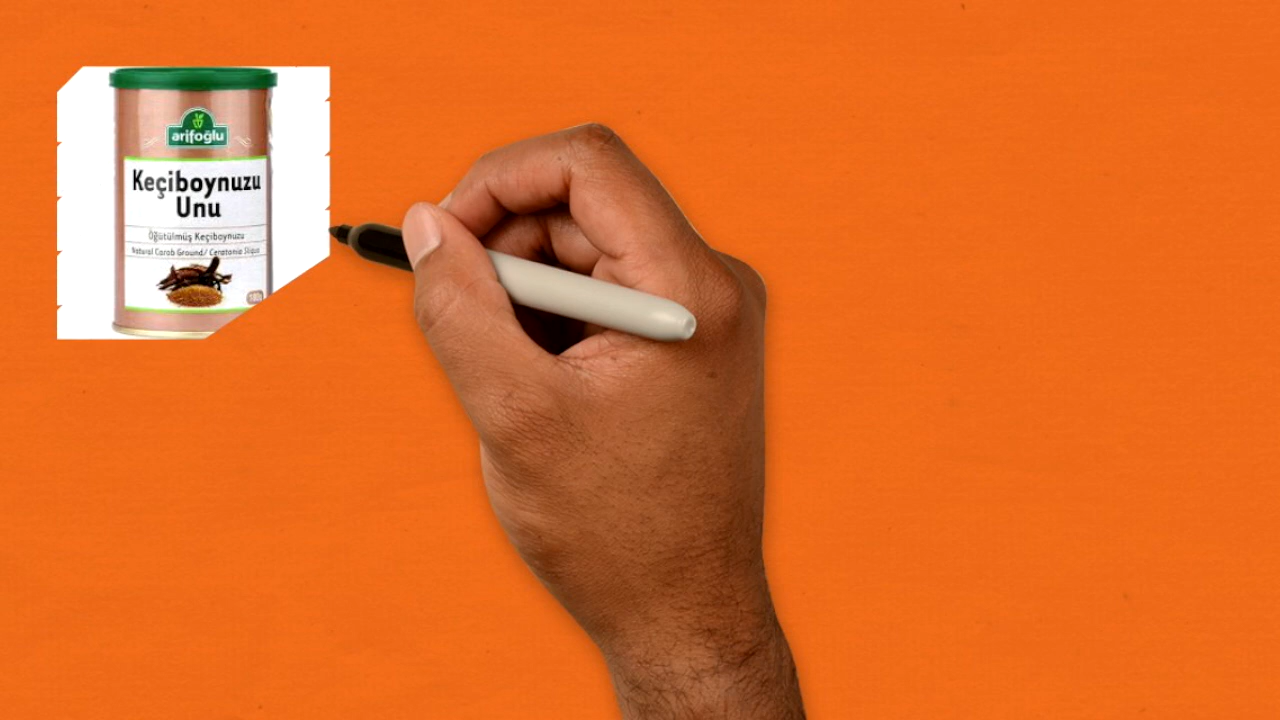 arifoğlu
Keçiboynuzu
Unu
Öğütülmüş Keçiboynuzu
Natural Carob Ground/ Ceratonia Siliqua